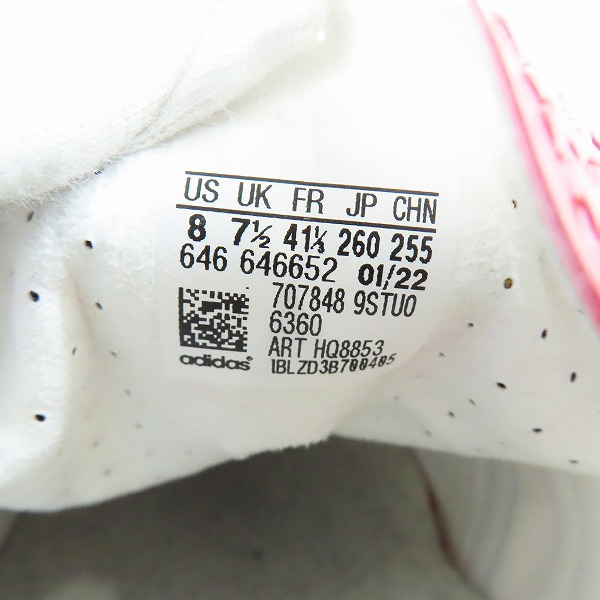 US UK FR JP CHN
8 7½ 41⅓ 260 255
646 646652 01/22
707848 9STU0
6360
ART HQ8853
adidas®
1BLZD3B700405